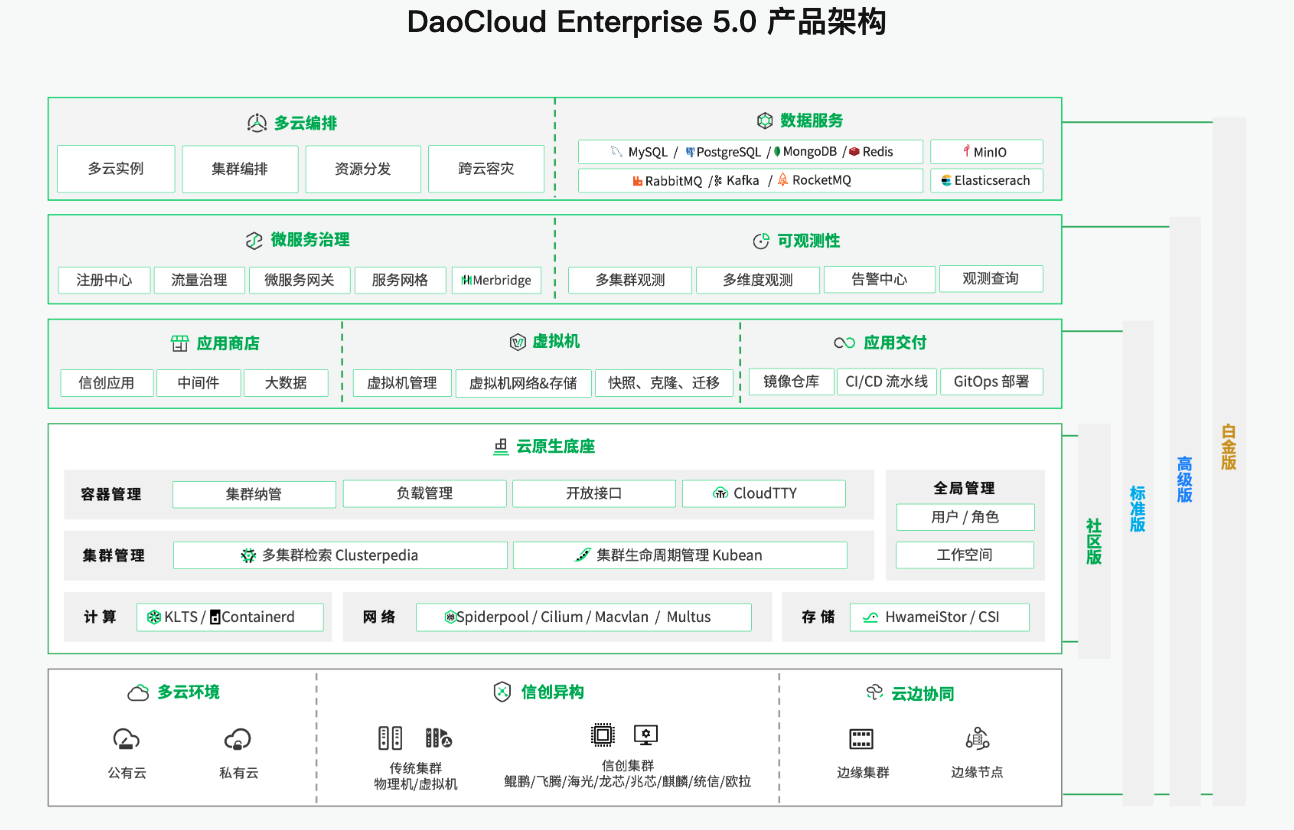 DaoCloud Enterprise 5.0 产品架构
多云编排
多云实例
集群编排
资源分发
跨云容灾
数据服务
MySQL / PostgreSQL / MongoDB / Redis
MinIO
RabbitMQ / Kafka / RocketMQ
Elasticserach
微服务治理
注册中心
流量治理
微服务网关
服务网格
Merbridge
可观测性
多集群观测
多维度观测
告警中心
观测查询
应用商店
信创应用
中间件
大数据
虚拟机
虚拟机管理
虚拟机网络&存储
快照、克隆、迁移
应用交付
镜像仓库
CI/CD 流水线
GitOps 部署
云原生底座
容器管理
集群纳管
负载管理
开放接口
CloudTTY
集群管理
多集群检索 Clusterpedia
集群生命周期管理 Kubean
全局管理
用户 / 角色
工作空间
计算
KLTS / Containerd
网络
Spiderpool / Cilium / Macvlan / Multus
存储
HwameiStor / CSI
多云环境
公有云
私有云
信创异构
传统集群
物理机/虚拟机
信创集群
鲲鹏/飞腾/海光/龙芯/兆芯/麒麟/统信/欧拉
云边协同
边缘集群
边缘节点
社区版
标准版
高级版
白金版